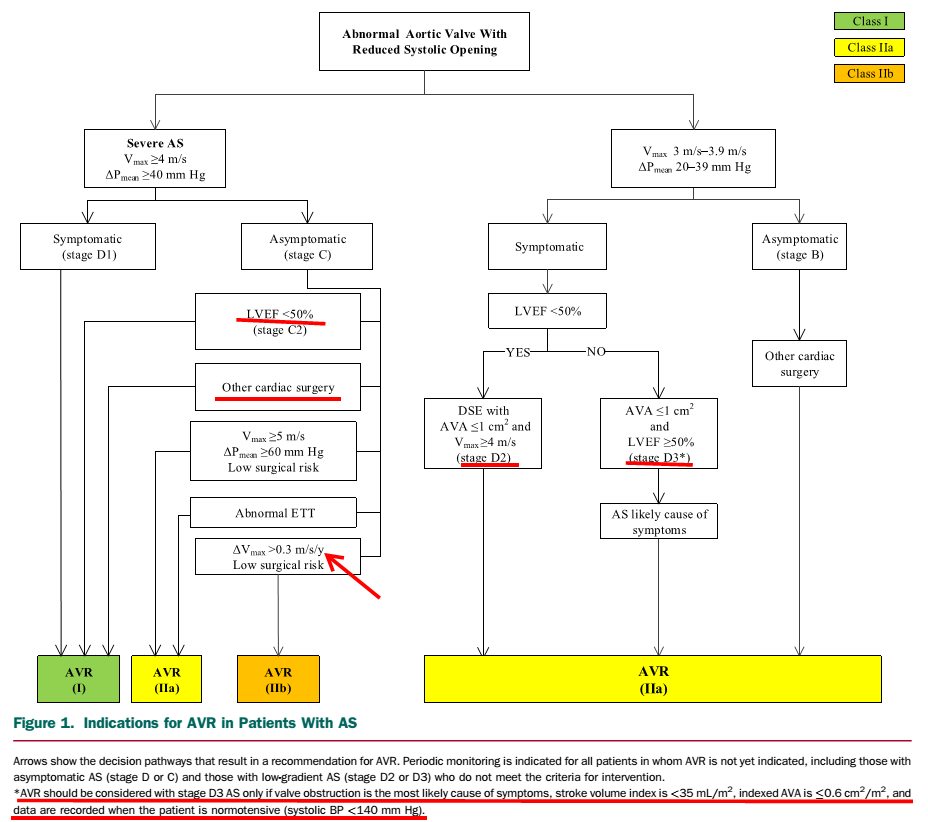 Abnormal Aortic Valve With
Reduced Systolic Opening
Class I
Class IIa
Class IIb
Severe AS
Vmax ≥4 m/s
ΔPmean ≥40 mm Hg
Vmax 3 m/s–3.9 m/s
ΔPmean 20–39 mm Hg
Symptomatic
(stage D1)
Asymptomatic
(stage C)
Symptomatic
Asymptomatic
(stage B)
LVEF <50%
(stage C2)
Other cardiac surgery
Vmax ≥5 m/s
ΔPmean ≥60 mm Hg
Low surgical risk
Abnormal ETT
ΔVmax >0.3 m/s/y
Low surgical risk
LVEF <50%
YES
NO
DSE with
AVA ≤1 cm² and
Vmax ≥4 m/s
(stage D2)
AVA ≤1 cm²
and
LVEF ≥50%
(stage D3*)
AS likely cause of
symptoms
Other cardiac
surgery
AVR
(I)
AVR
(IIa)
AVR
(IIb)
AVR
(IIa)
Figure 1. Indications for AVR in Patients With AS
Arrows show the decision pathways that result in a recommendation for AVR. Periodic monitoring is indicated for all patients in whom AVR is not yet indicated, including those with
asymptomatic AS (stage D or C) and those with low-gradient AS (stage D2 or D3) who do not meet the criteria for intervention.
*AVR should be considered with stage D3 AS only if valve obstruction is the most likely cause of symptoms, stroke volume index is <35 mL/m², indexed AVA is ≤0.6 cm²/m², and
data are recorded when the patient is normotensive (systolic BP <140 mm Hg).